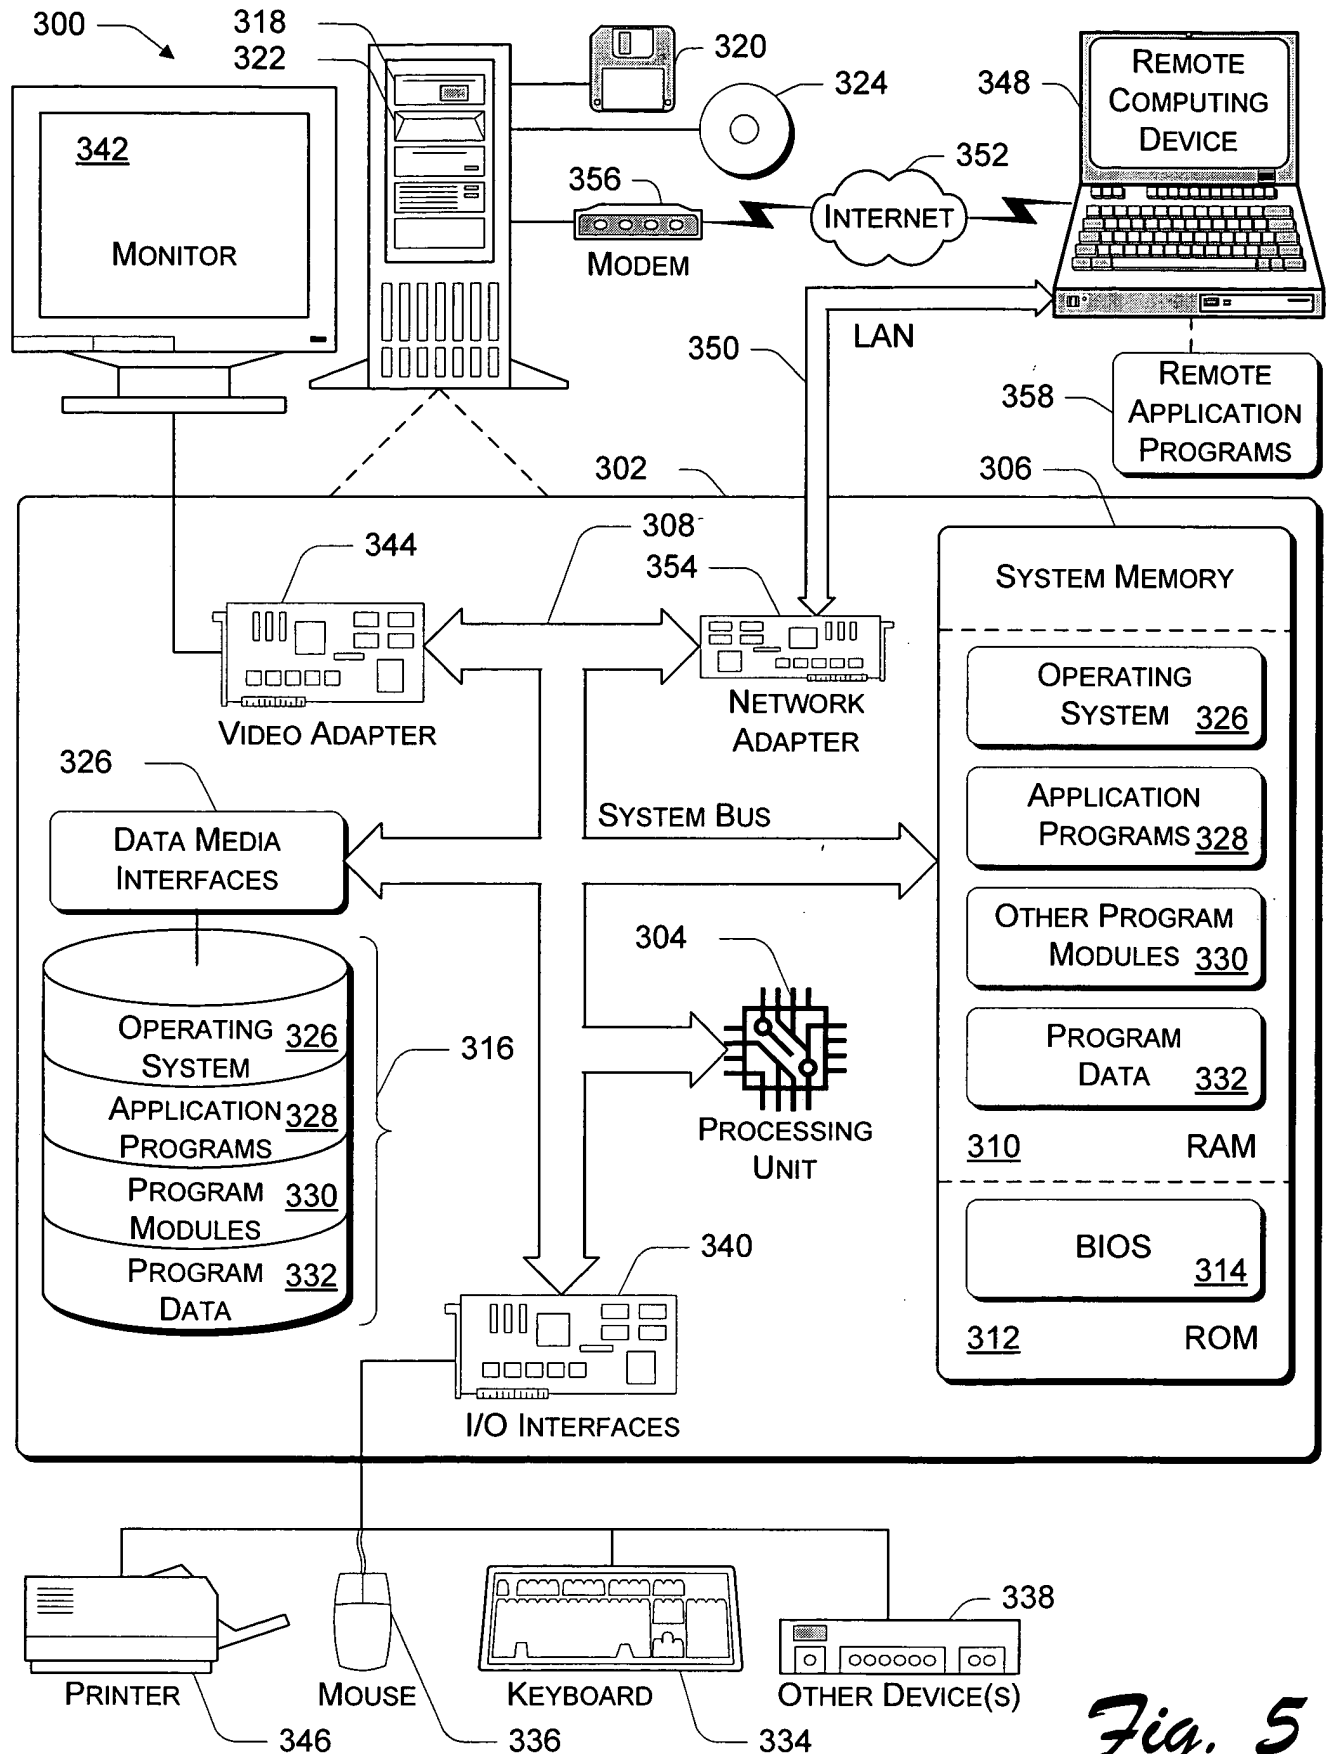 300
318
322
320
324
348
REMOTE
COMPUTING
DEVICE
342
MONITOR
356
MODEM
352
INTERNET
350
LAN
358
REMOTE
APPLICATION
PROGRAMS
302
306
308
344
354
VIDEO ADAPTER
NETWORK
ADAPTER
SYSTEM MEMORY
OPERATING
SYSTEM 326
APPLICATION
PROGRAMS 328
OTHER PROGRAM
MODULES 330
PROGRAM
DATA 332
310 RAM
BIOS
314
312 ROM
326
DATA MEDIA
INTERFACES
SYSTEM BUS
304
PROCESSING
UNIT
316
OPERATING 326
SYSTEM
APPLICATION 328
PROGRAMS
PROGRAM 330
MODULES
PROGRAM 332
DATA
340
I/O INTERFACES
PRINTER
346
MOUSE
336
KEYBOARD
334
338
OTHER DEVICE(S)
Fig. 5